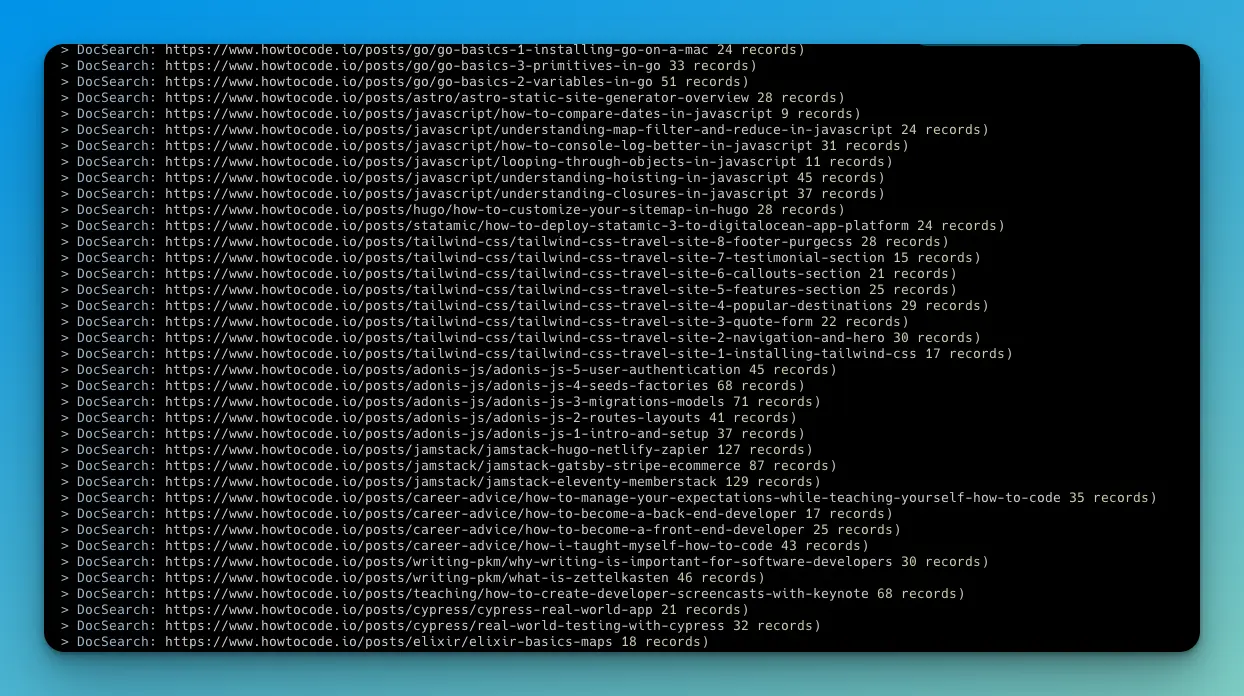 > DocSearch: https://www.howtocode.io/posts/go/go-basics-1-installing-go-on-a-mac 24 records)
> DocSearch: https://www.howtocode.io/posts/go/go-basics-3-primitives-in-go 33 records)
> DocSearch: https://www.howtocode.io/posts/go/go-basics-2-variables-in-go 51 records)
> DocSearch: https://www.howtocode.io/posts/astro/astro-static-site-generator-overview 28 records)
> DocSearch: https://www.howtocode.io/posts/javascript/how-to-compare-dates-in-javascript 9 records)
> DocSearch: https://www.howtocode.io/posts/javascript/understanding-map-filter-and-reduce-in-javascript 24 records)
> DocSearch: https://www.howtocode.io/posts/javascript/how-to-console-log-better-in-javascript 31 records)
> DocSearch: https://www.howtocode.io/posts/javascript/looping-through-objects-in-javascript 11 records)
> DocSearch: https://www.howtocode.io/posts/javascript/understanding-hoisting-in-javascript 45 records)
> DocSearch: https://www.howtocode.io/posts/javascript/understanding-closures-in-javascript 37 records)
> DocSearch: https://www.howtocode.io/posts/hugo/how-to-customize-your-sitemap-in-hugo 28 records)
> DocSearch: https://www.howtocode.io/posts/statamic/how-to-deploy-statamic-3-to-digitalocean-app-platform 24 records)
> DocSearch: https://www.howtocode.io/posts/tailwind-css/tailwind-css-travel-site-8-footer-purgecss 28 records)
> DocSearch: https://www.howtocode.io/posts/tailwind-css/tailwind-css-travel-site-7-testimonial-section 15 records)
> DocSearch: https://www.howtocode.io/posts/tailwind-css/tailwind-css-travel-site-6-callouts-section 21 records)
> DocSearch: https://www.howtocode.io/posts/tailwind-css/tailwind-css-travel-site-5-features-section 25 records)
> DocSearch: https://www.howtocode.io/posts/tailwind-css/tailwind-css-travel-site-4-popular-destinations 29 records)
> DocSearch: https://www.howtocode.io/posts/tailwind-css/tailwind-css-travel-site-3-quote-form 22 records)
> DocSearch: https://www.howtocode.io/posts/tailwind-css/tailwind-css-travel-site-2-navigation-and-hero 30 records)
> DocSearch: https://www.howtocode.io/posts/tailwind-css/tailwind-css-travel-site-1-installing-tailwind-css 17 records)
> DocSearch: https://www.howtocode.io/posts/adonis-js/adonis-js-5-user-authentication 45 records)
> DocSearch: https://www.howtocode.io/posts/adonis-js/adonis-js-4-seeds-factories 68 records)
> DocSearch: https://www.howtocode.io/posts/adonis-js/adonis-js-3-migrations-models 71 records)
> DocSearch: https://www.howtocode.io/posts/adonis-js/adonis-js-2-routes-layouts 41 records)
> DocSearch: https://www.howtocode.io/posts/adonis-js/adonis-js-1-intro-and-setup 37 records)
> DocSearch: https://www.howtocode.io/posts/jamstack/jamstack-hugo-netlify-zapier 127 records)
> DocSearch: https://www.howtocode.io/posts/jamstack/jamstack-gatsby-stripe-ecommerce 87 records)
> DocSearch: https://www.howtocode.io/posts/jamstack/jamstack-eleventy-memberstack 129 records)
> DocSearch: https://www.howtocode.io/posts/career-advice/how-to-manage-your-expectations-while-teaching-yourself-how-to-code 35 records)
> DocSearch: https://www.howtocode.io/posts/career-advice/how-to-become-a-back-end-developer 17 records)
> DocSearch: https://www.howtocode.io/posts/career-advice/how-to-become-a-front-end-developer 25 records)
> DocSearch: https://www.howtocode.io/posts/career-advice/how-i-taught-myself-how-to-code 43 records)
> DocSearch: https://www.howtocode.io/posts/writing-pkm/why-writing-is-important-for-software-developers 30 records)
> DocSearch: https://www.howtocode.io/posts/writing-pkm/what-is-zettelkasten 46 records)
> DocSearch: https://www.howtocode.io/posts/teaching/how-to-create-developer-screencasts-with-keynote 68 records)
> DocSearch: https://www.howtocode.io/posts/cypress/cypress-real-world-app 21 records)
> DocSearch: https://www.howtocode.io/posts/cypress/real-world-testing-with-cypress 32 records)
> DocSearch: https://www.howtocode.io/posts/elixir/elixir-basics-maps 18 records)